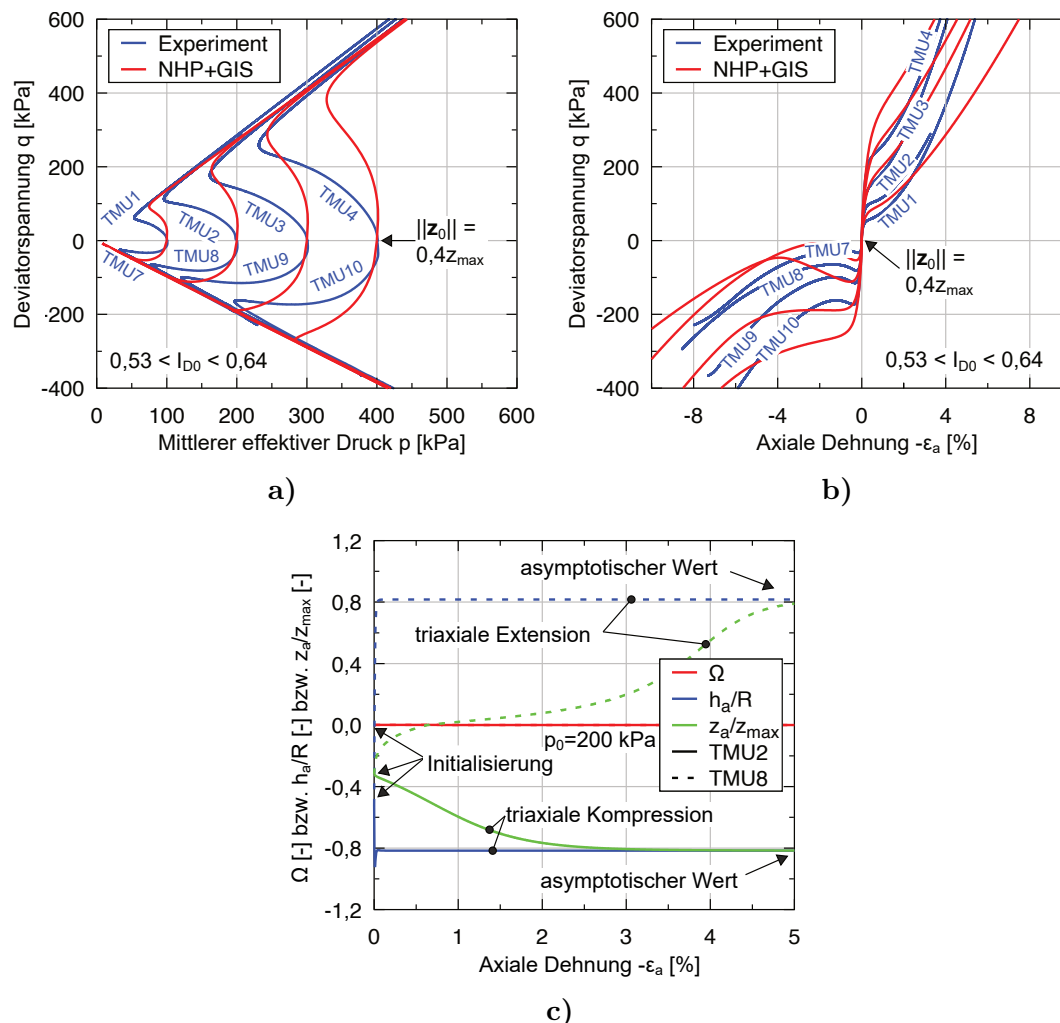 Experiment
NHP+GIS
600
400
200
0
-200
-400
Deviatorspannung q [kPa]
TMU1
TMU2
TMU3
TMU4
TMU7
TMU8
TMU9
TMU10
||z0|| =
0,4zmax
0,53 < ID0 < 0,64
0 100 200 300 400 500 600
Mittlerer effektiver Druck p [kPa]
a)
Experiment
NHP+GIS
600
400
200
0
-200
-400
Deviatorspannung q [kPa]
TMU4
TMU3
TMU2
TMU1
TMU7
TMU8
TMU9
TMU10
||z0|| =
0,4zmax
0,53 < ID0 < 0,64
-8 -4 0 4 8
Axiale Dehnung -εa [%]
b)
1,2
0.8
0,4
0,0
-0,4
-0,8
-1,2
Ω [-] bzw. ha/R [-] bzw. za/zmax [-]
asymptotischer Wert
triaxiale Extension
Ω
ha/R
za/zmax
TMU2
TMU8
p0=200 kPa
Initialisierung
triaxiale Kompression
asymptotischer Wert
0 1 2 3 4 5
Axiale Dehnung -εa [%]
c)